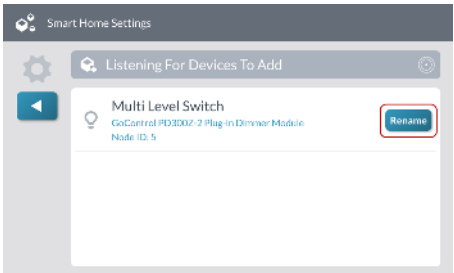 Smart Home Settings
Listening For Devices To Add
Multi Level Switch
GoControl PD300Z-2 Plug-In Dimmer Module
Node ID: 5
Rename